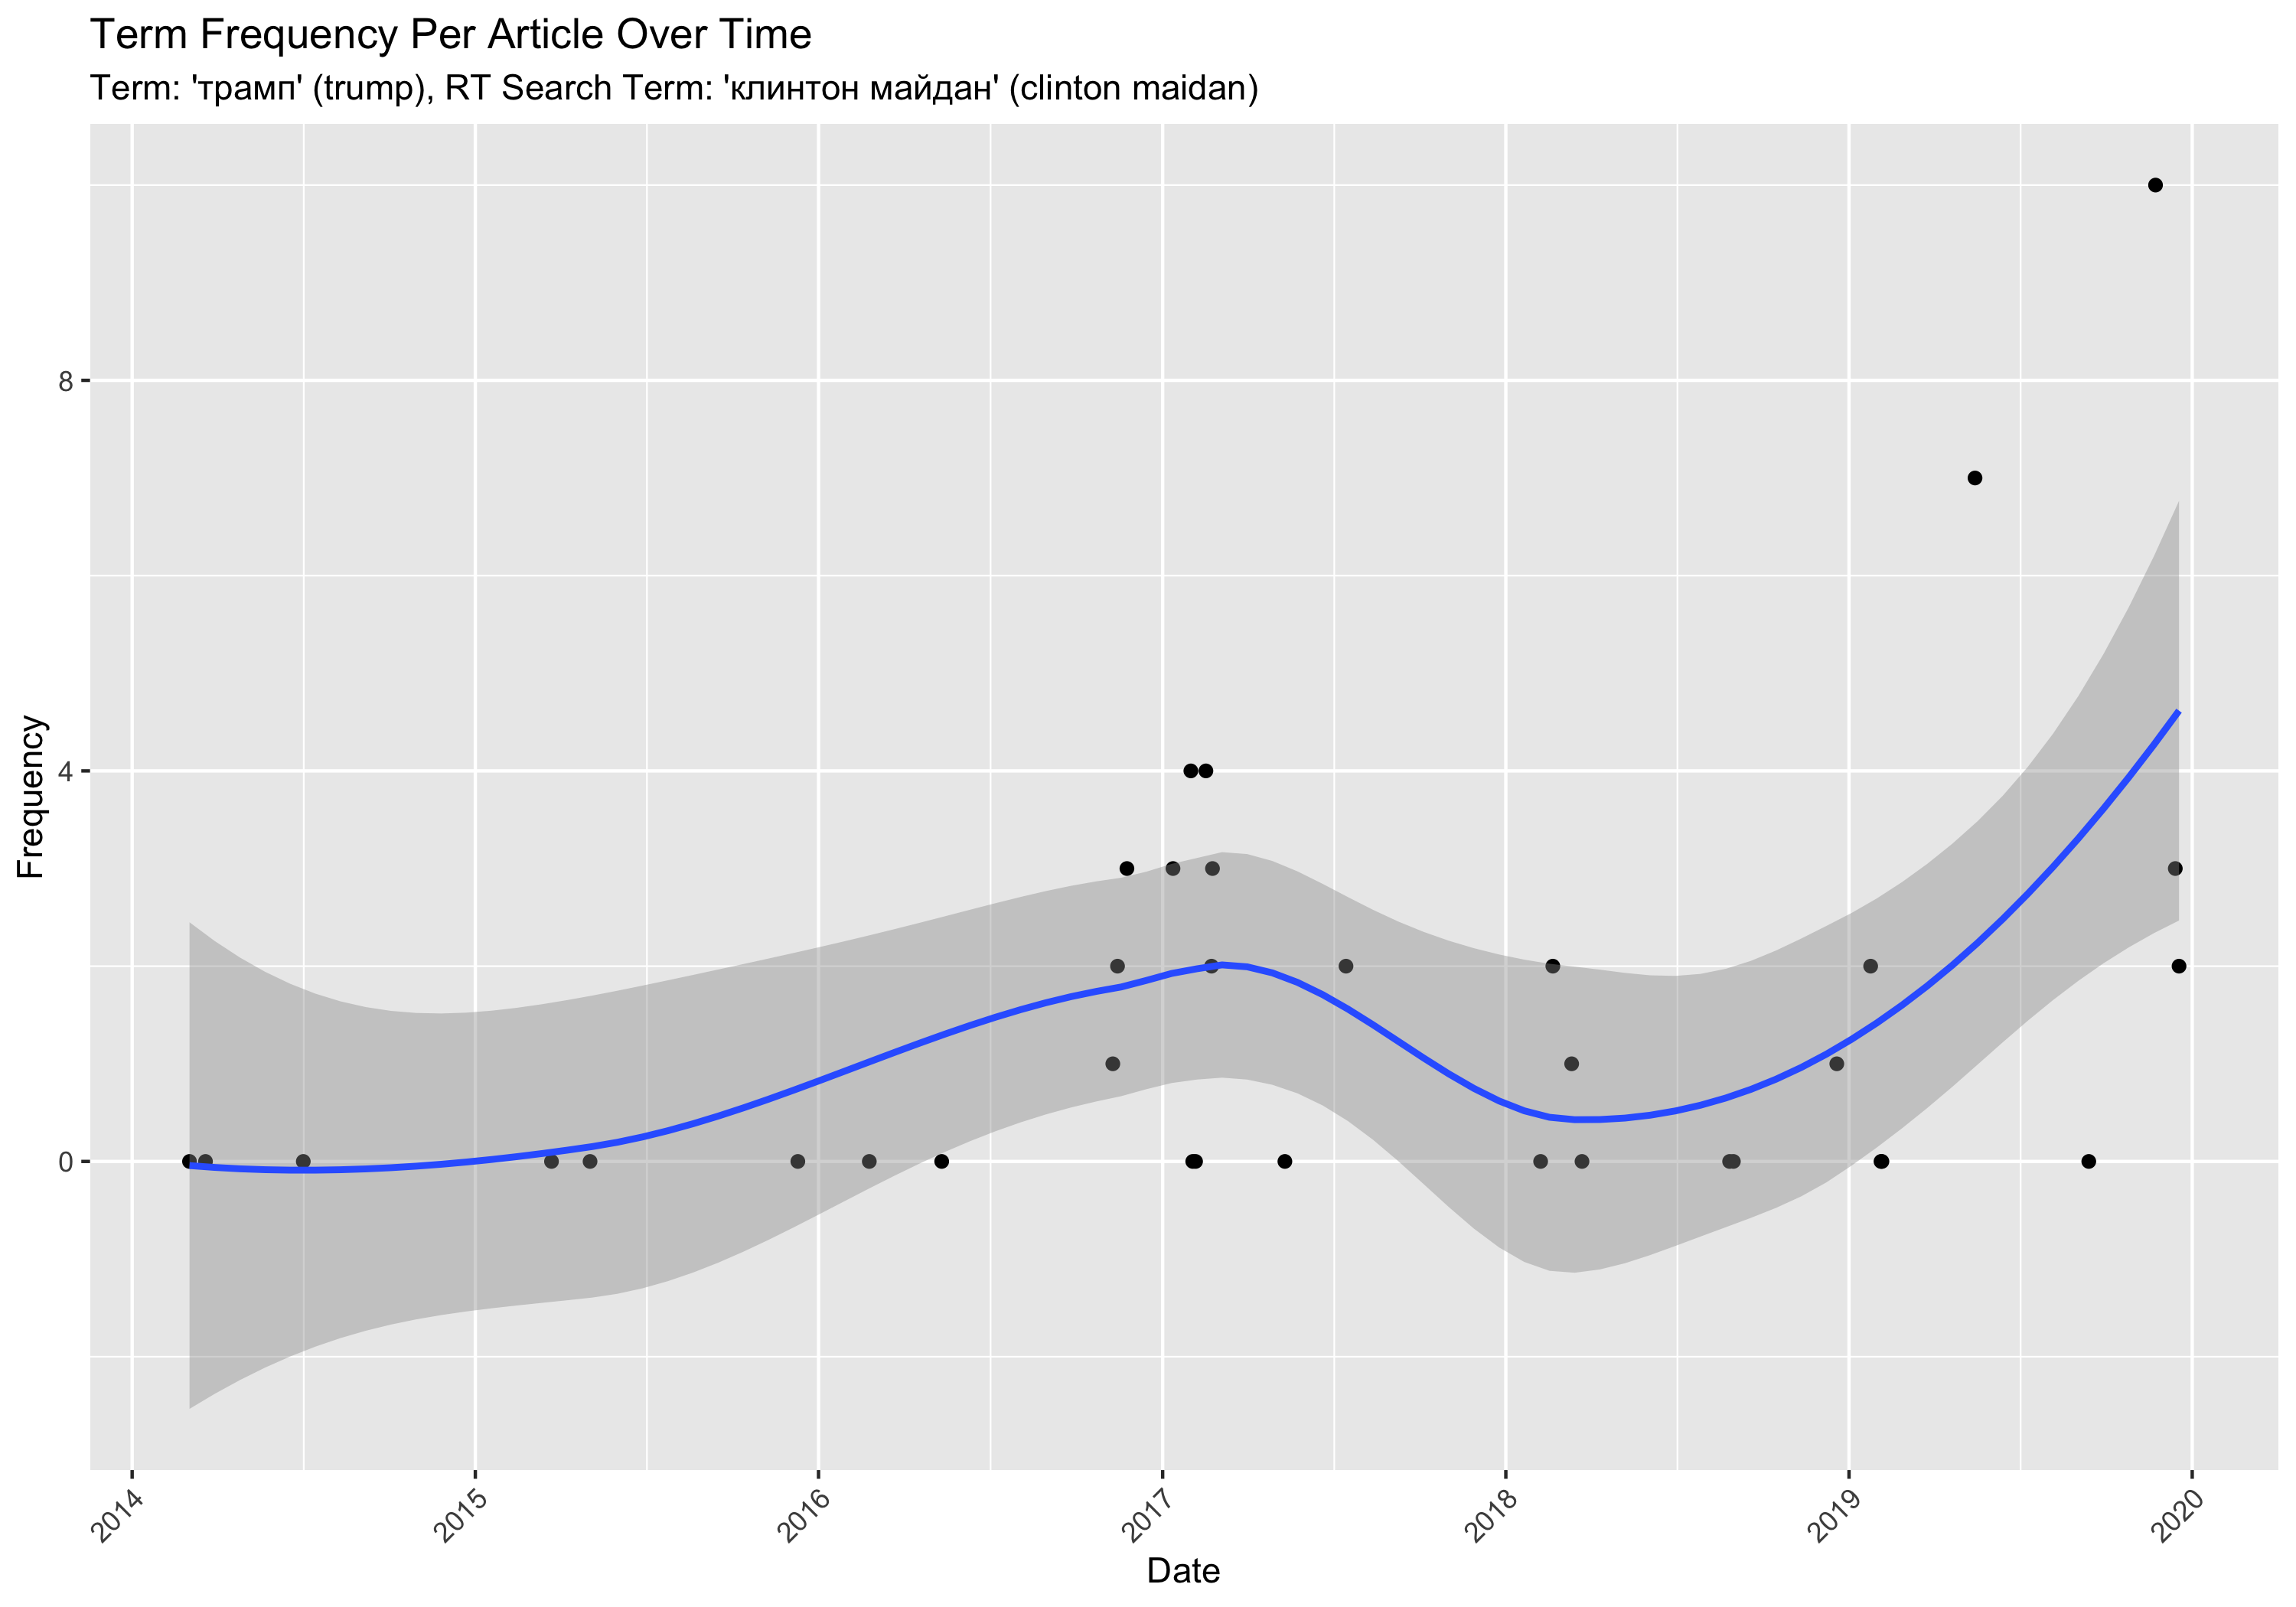 Term Frequency Per Article Over Time
Term: 'трамп' (trump), RT Search Term: 'клинтон майдан' (clinton maidan)
8
4
0
Frequency
2014
2015
2016
2017
2018
2019
2020
Date